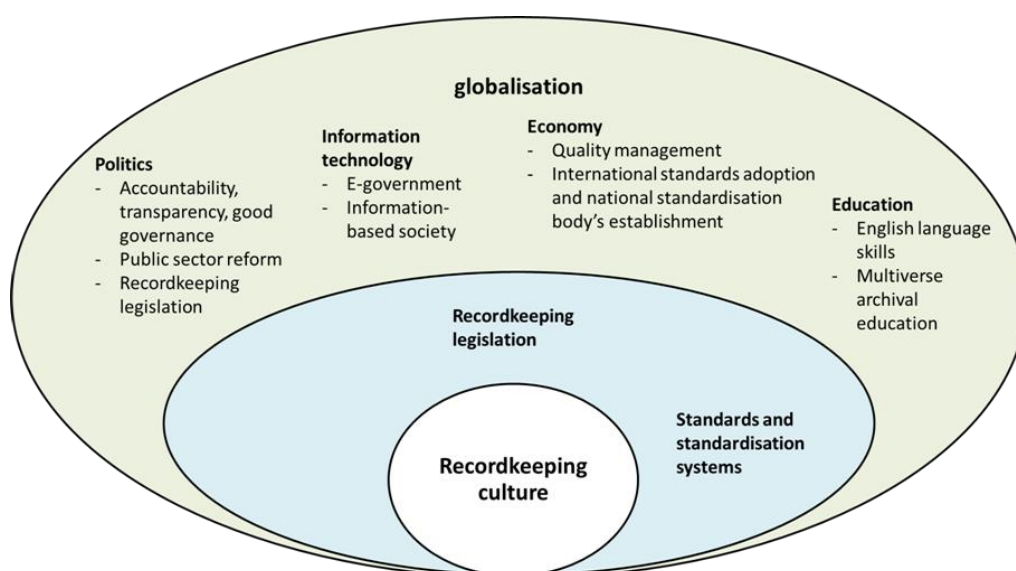 globalisation
Politics
- Accountability,
transparency, good
governance
- Public sector reform
- Recordkeeping
legislation
Information
technology
- E-government
- Information-
based society
Economy
- Quality management
- International standards adoption
and national standardisation
body's establishment
Education
- English language
skills
- Multiverse
archival
education
Recordkeeping
legislation
Standards and
standardisation
systems
Recordkeeping
culture